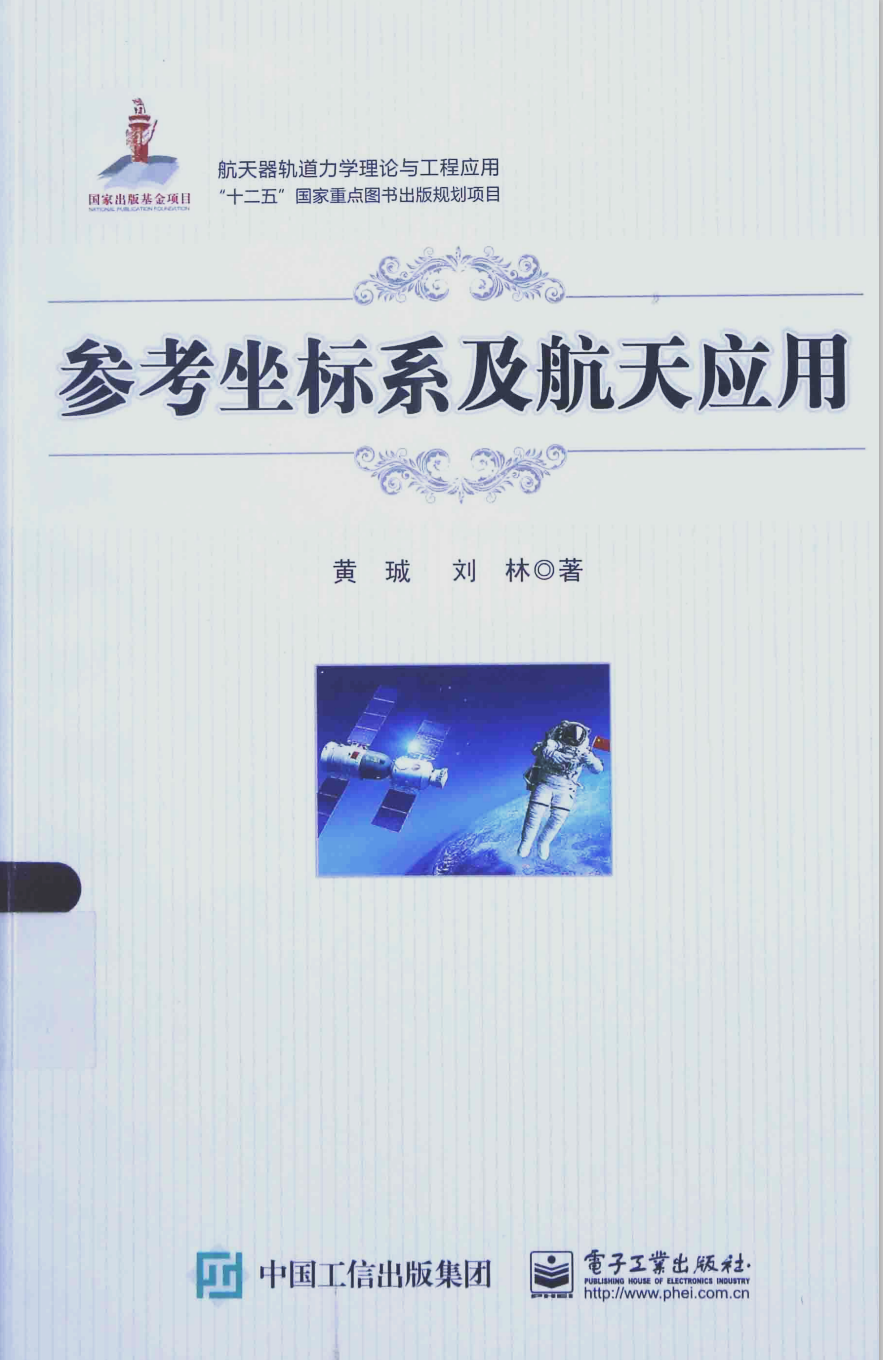 航天器轨道力学理论与工程应用
国家出版基金项目
NATIONAL PUBLICATION FOUNDATION
“十二五”国家重点图书出版规划项目
参考坐标系及航天应用
黄 珹 刘 林◎著
中国工信出版集团
電子工業出版社·
PUBLISHING HOUSE OF ELECTRONICS INDUSTRY
PHEI
http://www.phei.com.cn